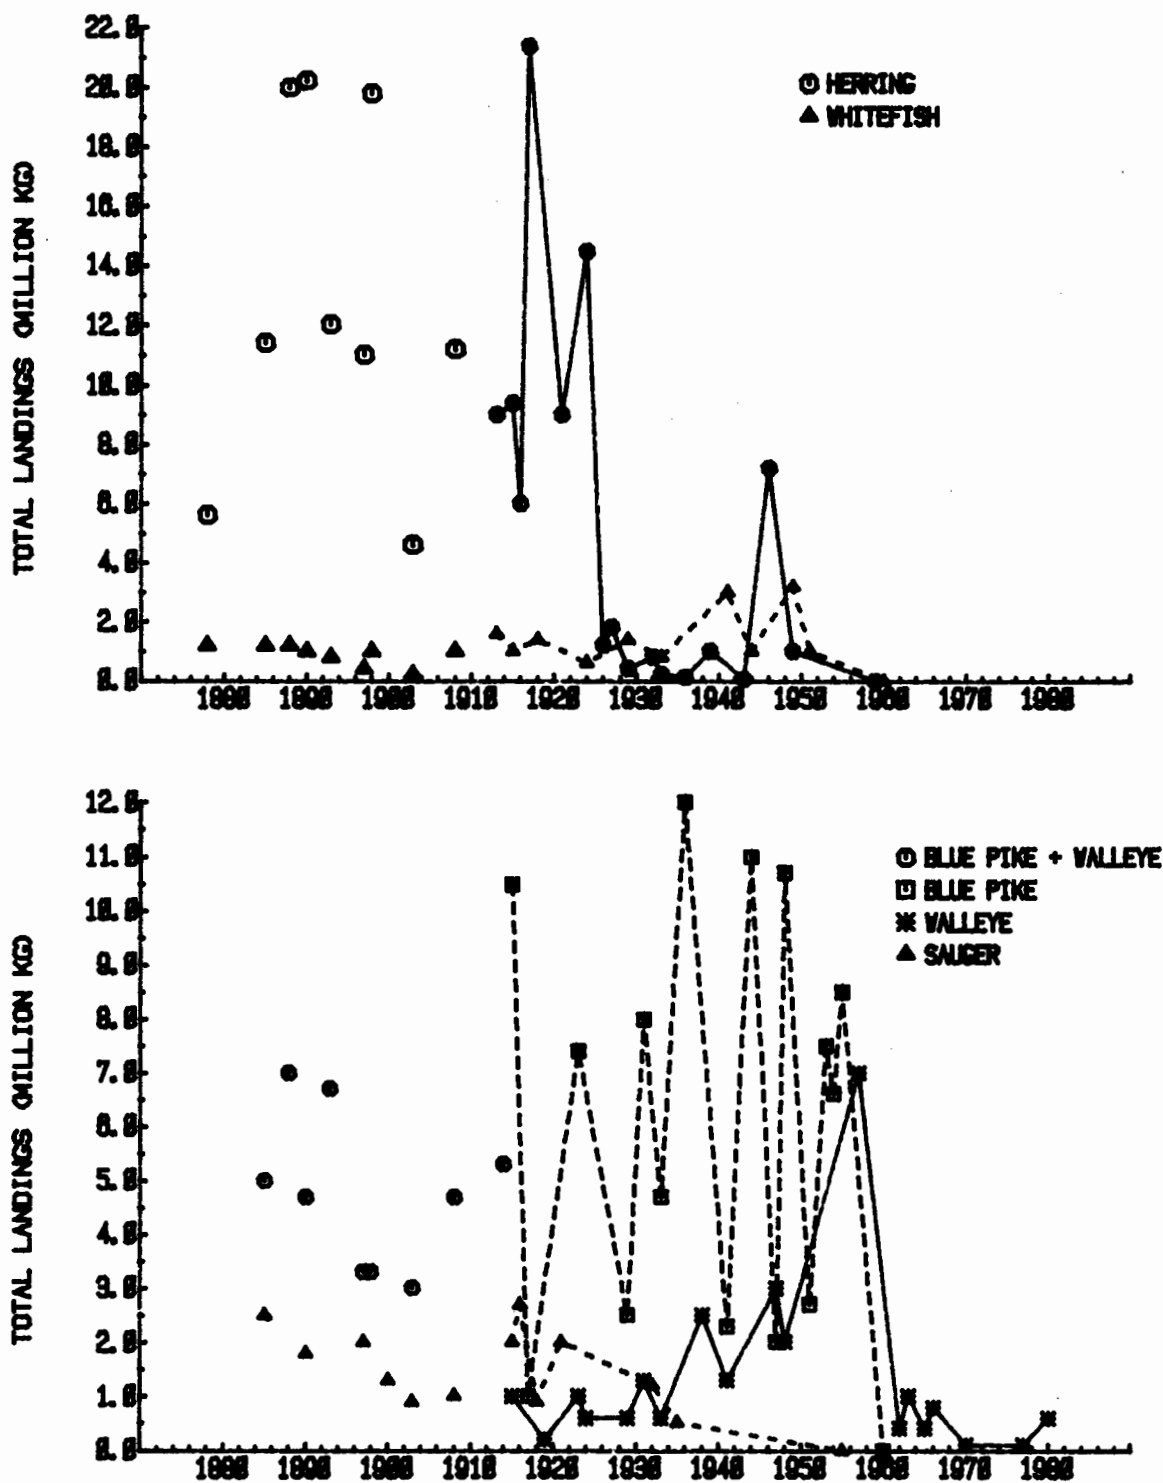 22.0
20.0
18.0
16.0
14.0
12.0
10.0
8.0
6.0
4.0
2.0
0.0
TOTAL LANDINGS (MILLION KG)
HERRING
WHITEFISH
1880 1890 1900 1910 1920 1930 1940 1950 1960 1970 1980
12.0
11.0
10.0
9.0
8.0
7.0
6.0
5.0
4.0
3.0
2.0
1.0
0.0
TOTAL LANDINGS (MILLION KG)
BLUE PIKE + WALLEYE
BLUE PIKE
WALLEYE
SAUGER
1880 1890 1900 1910 1920 1930 1940 1950 1960 1970 1980